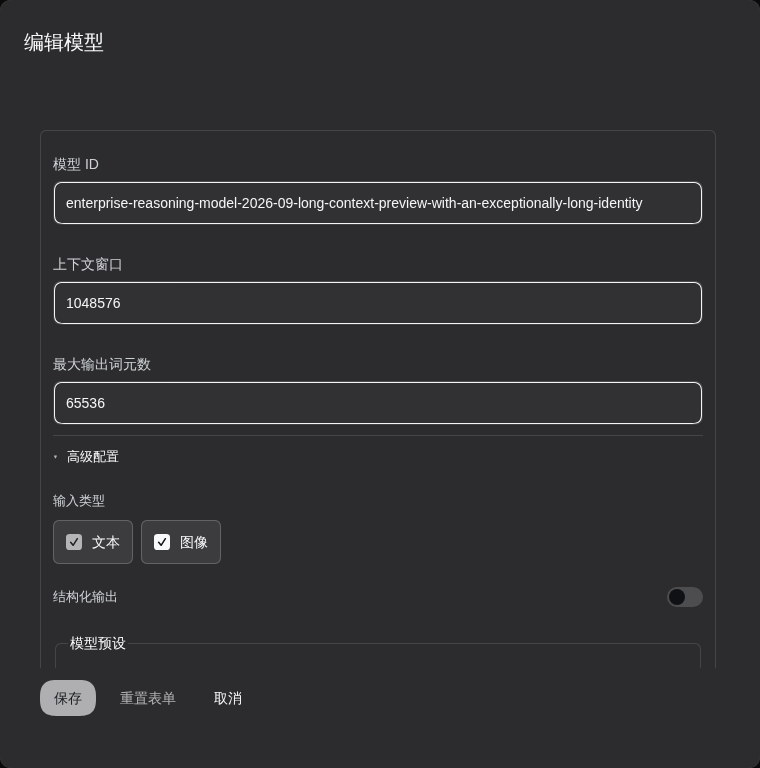 编辑模型
模型 ID
enterprise-reasoning-model-2026-09-long-context-preview-with-an-exceptionally-long-identity
上下文窗口
1048576
最大输出词元数
65536
高级配置
输入类型
文本 图像
结构化输出
模型预设
保存 重置表单 取消